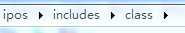 ipos ▸ includes ▸ class ▸